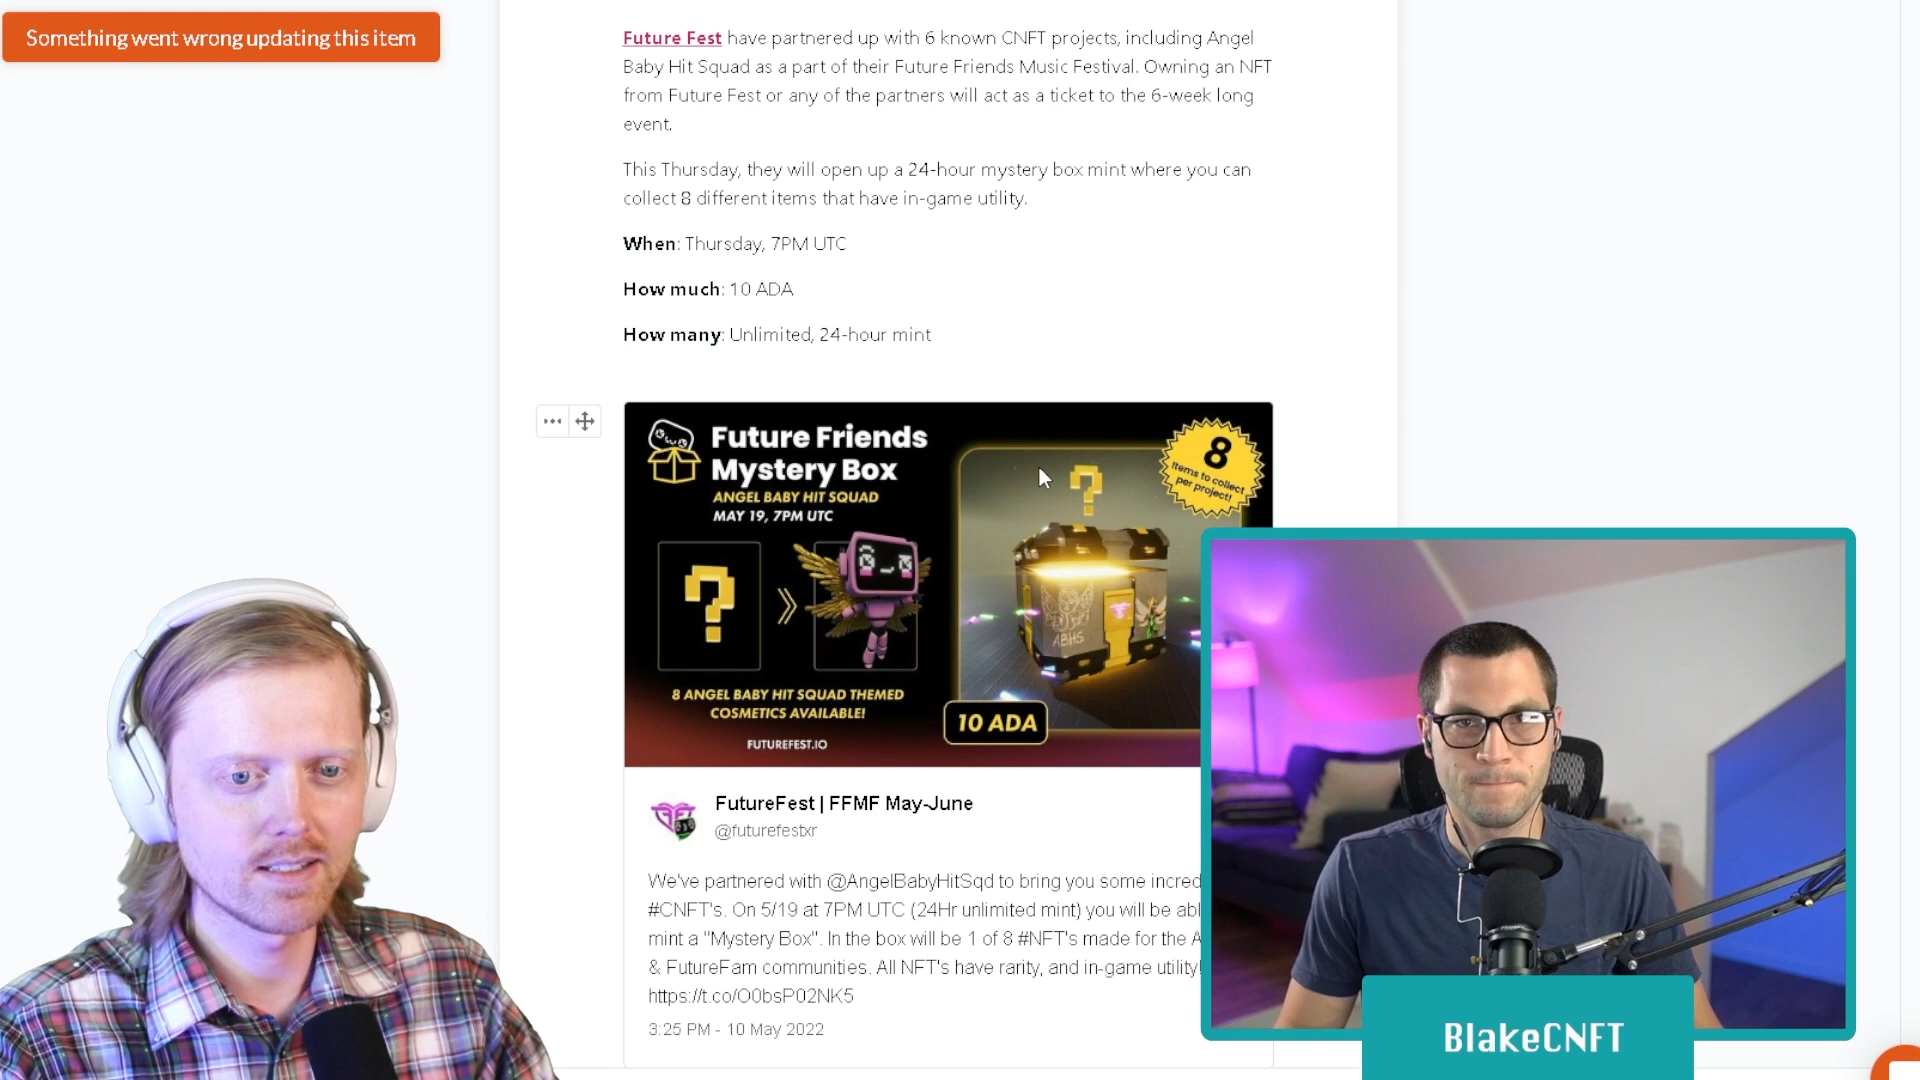 Something went wrong updating this item
Future Fest have partnered up with 6 known CNFT projects, including Angel
Baby Hit Squad as a part of their Future Friends Music Festival. Owning an NFT
from Future Fest or any of the partners will act as a ticket to the 6-week long
event.
This Thursday, they will open up a 24-hour mystery box mint where you can
collect 8 different items that have in-game utility.
When: Thursday, 7PM UTC
How much: 10 ADA
How many: Unlimited, 24-hour mint
Future Friends
Mystery Box
ANGEL BABY HIT SQUAD
MAY 19, 7PM UTC
8
Items to collect
per project!
?
?
ABHS
8 ANGEL BABY HIT SQUAD THEMED
COSMETICS AVAILABLE!
10 ADA
FUTUREFEST.IO
FutureFest | FFMF May-June
@futurefestxr
We've partnered with @AngelBabyHitSqd to bring you some incred
#CNFT's. On 5/19 at 7PM UTC (24Hr unlimited mint) you will be abl
mint a "Mystery Box". In the box will be 1 of 8 #NFT's made for the A
& FutureFam communities. All NFT's have rarity, and in-game utility!
https://t.co/O0bsP02NK5
3:25 PM - 10 May 2022
BlakeCNFT